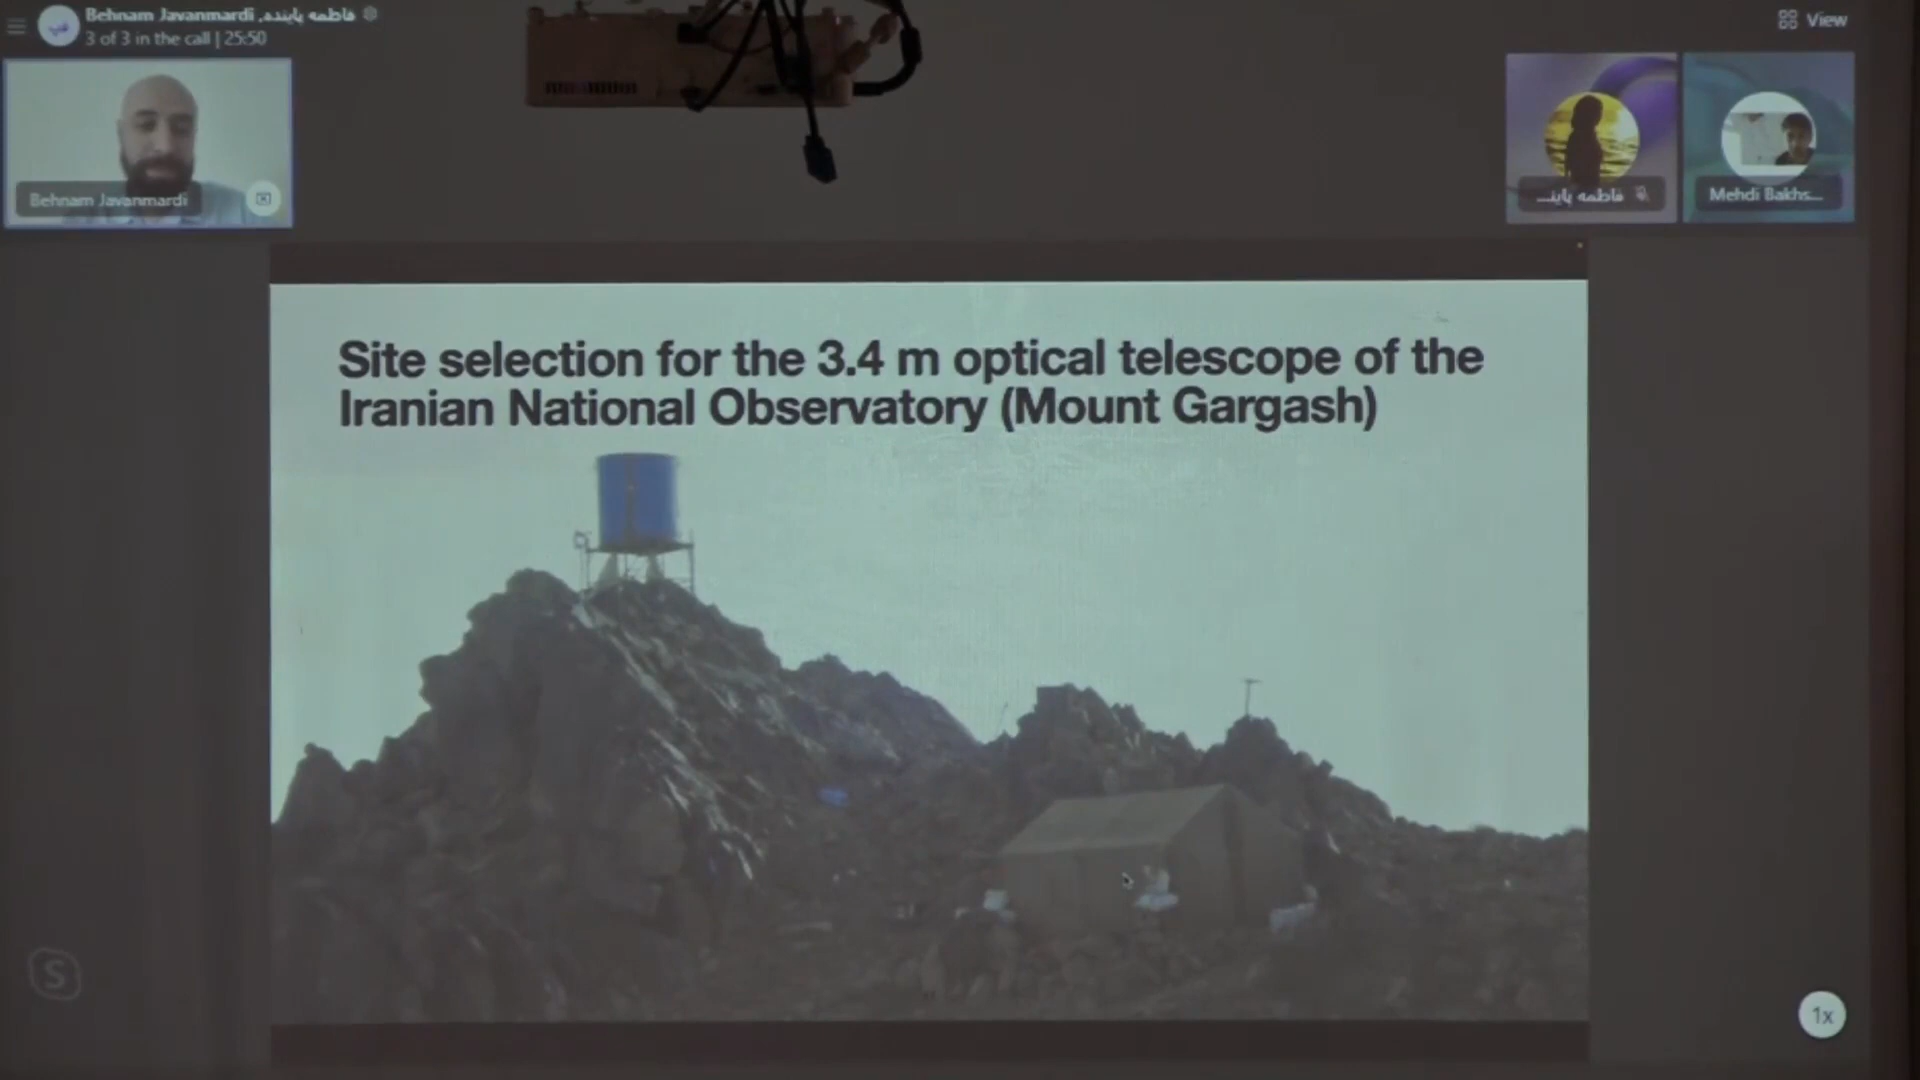 Behnam Javanmardi ,فاطمه پاینده
3 of 3 in the call | 25:50
View
Behnam Javanmardi
فاطمه پاین...
Mehdi Bakhs...
Site selection for the 3.4 m optical telescope of the
Iranian National Observatory (Mount Gargash)
S
1x